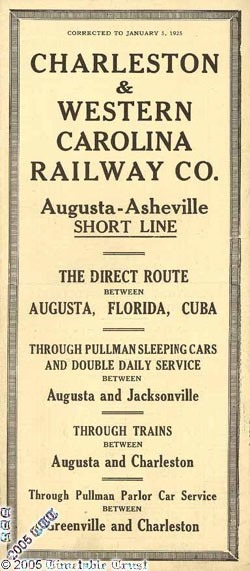 CORRECTED TO JANUARY 5, 1925
CHARLESTON
&
WESTERN
CAROLINA
RAILWAY CO.
Augusta-Asheville
SHORT LINE
THE DIRECT ROUTE
BETWEEN
AUGUSTA, FLORIDA, CUBA
THROUGH PULLMAN SLEEPING CARS
AND DOUBLE DAILY SERVICE
BETWEEN
Augusta and Jacksonville
THROUGH TRAINS
BETWEEN
Augusta and Charleston
Through Pullman Parlor Car Service
BETWEEN
Greenville and Charleston
© 2005 Timetable Trust